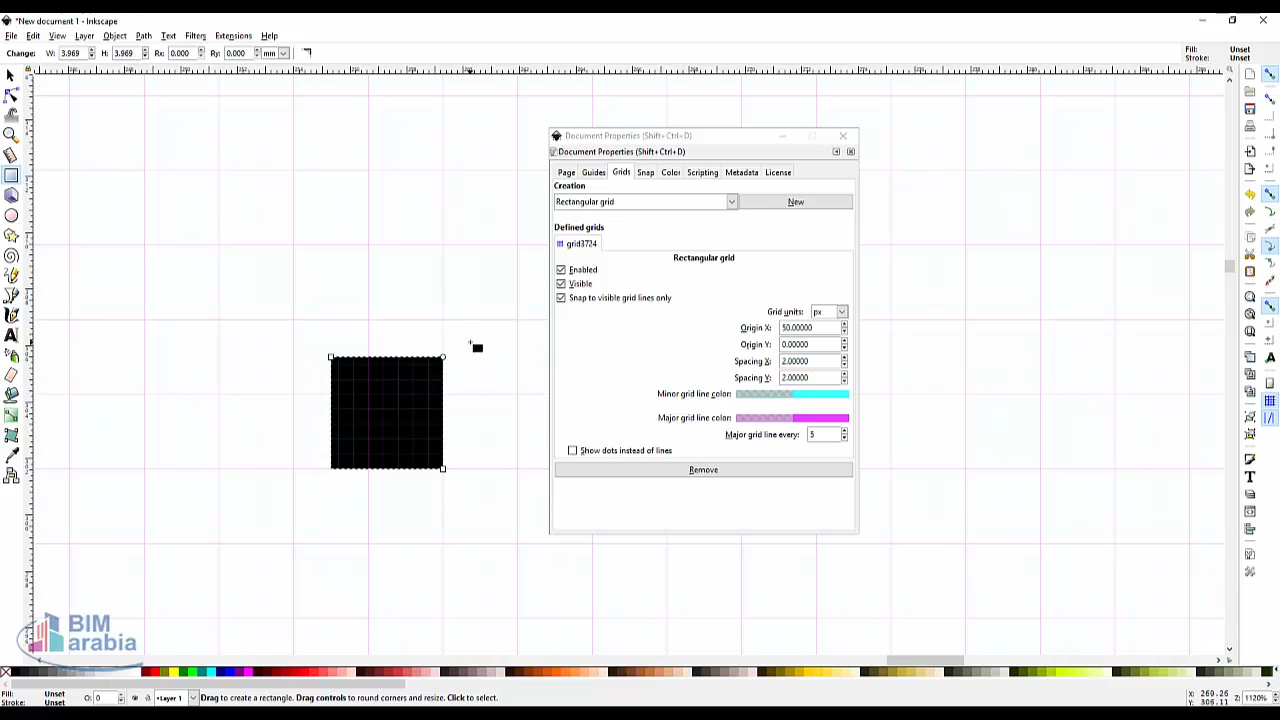 *New document 1 - Inkscape
File Edit View Layer Object Path Text Filters Extensions Help
Change: W: 3.969 H: 3.969 Rx: 0.000 Ry: 0.000 mm
Fill: Unset
Stroke: Unset
Document Properties (Shift+Ctrl+D)
Document Properties (Shift+Ctrl+D)
Page Guides Grids Snap Color Scripting Metadata License
Creation
Rectangular grid New
Defined grids
grid3724
Rectangular grid
Enabled
Visible
Snap to visible grid lines only
Grid units: px
Origin X: 50.00000
Origin Y: 0.00000
Spacing X: 2.00000
Spacing Y: 2.00000
Minor grid line color:
Major grid line color:
Major grid line every: 5
Show dots instead of lines
Remove
BIM
arabia
Fill: Unset
Stroke: Unset
O: 0
•Layer 1
Drag to create a rectangle. Drag controls to round corners and resize. Click to select.
X: 260.26
Y: 306.11
Z: 1120%